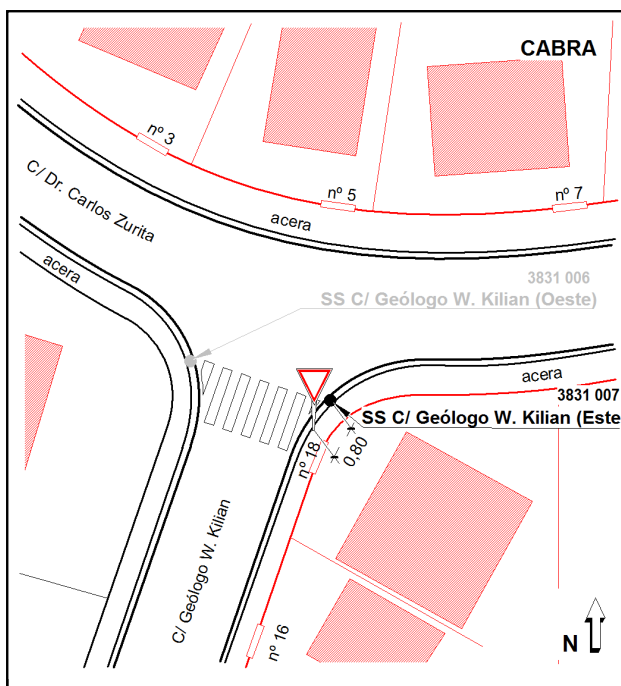 CABRA
nº 3
nº 5
nº 7
C/ Dr. Carlos Zurita
acera
acera
3831 006
SS C/ Geólogo W. Kilian (Oeste)
acera
3831 007
SS C/ Geólogo W. Kilian (Este
0,80
nº 18
C/ Geólogo W. Kilian
nº 16
N